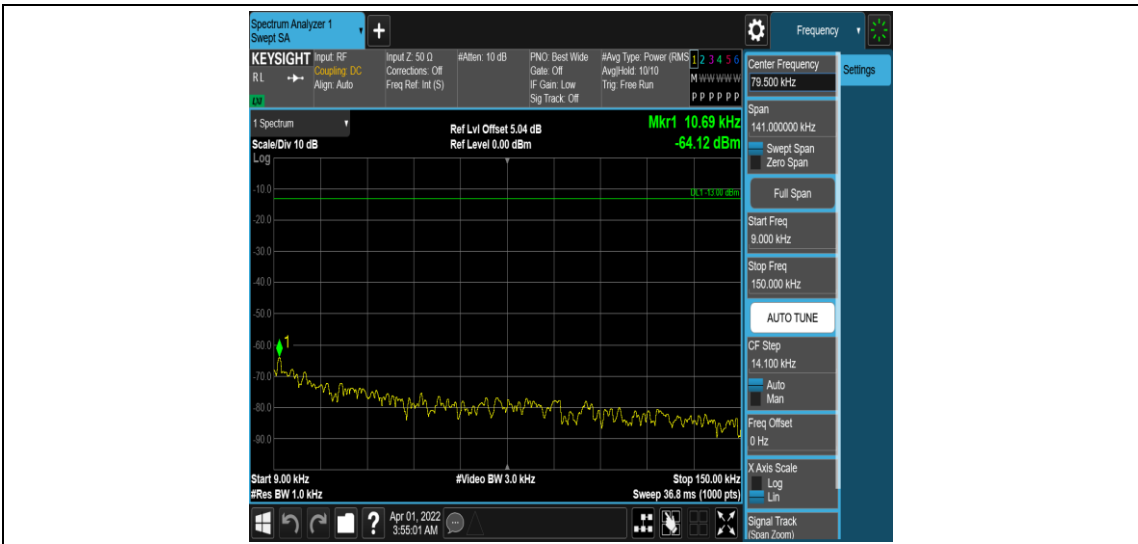 Spectrum Analyzer 1
Swept SA
+
Frequency
KEYSIGHT
RL
LXI
Input: RF
Coupling: DC
Align: Auto
Input Z: 50 Ω
Corrections: Off
Freq Ref: Int (S)
#Atten: 10 dB
PNO: Best Wide
Gate: Off
IF Gain: Low
Sig Track: Off
#Avg Type: Power (RMS
Avg|Hold: 10/10
Trig: Free Run
1 2 3 4 5 6
M W W W W W
P P P P P P
Center Frequency
79.500 kHz
Settings
Span
141.000000 kHz
Swept Span
Zero Span
Full Span
Start Freq
9.000 kHz
Stop Freq
150.000 kHz
AUTO TUNE
CF Step
14.100 kHz
Auto
Man
Freq Offset
0 Hz
X Axis Scale
Log
Lin
Signal Track
(Span Zoom)
1 Spectrum
Scale/Div 10 dB
Log
Ref Lvl Offset 5.04 dB
Ref Level 0.00 dBm
Mkr1 10.69 kHz
-64.12 dBm
DL1 -13.00 dBm
-10.0
-20.0
-30.0
-40.0
-50.0
-60.0
-70.0
-80.0
-90.0
1
Start 9.00 kHz
#Res BW 1.0 kHz
#Video BW 3.0 kHz
Stop 150.00 kHz
Sweep 36.8 ms (1000 pts)
?
Apr 01, 2022
3:55:01 AM